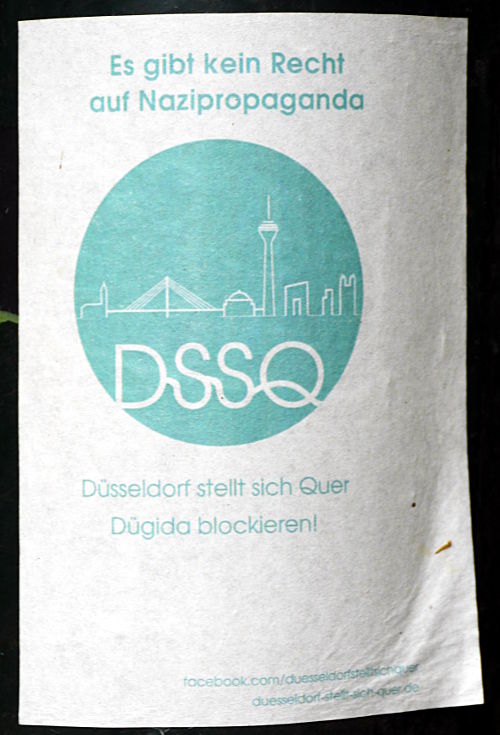 Es gibt kein Recht
auf Nazipropaganda
DSSQ
Düsseldorf stellt sich Quer
Dügida blockieren!
facebook.com/duesseldorfstelltsichquer
duesseldorf-stellt-sich-quer.de